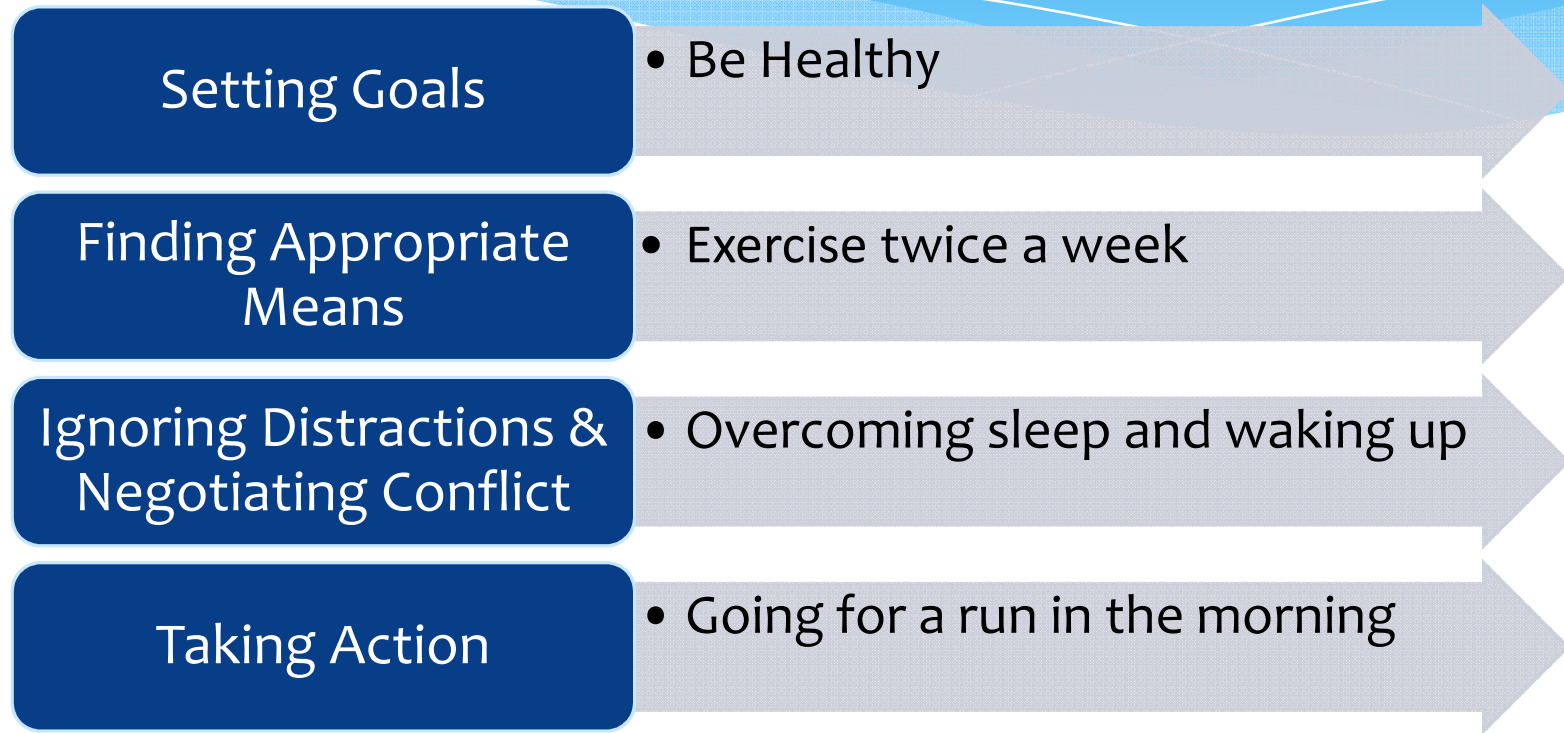 Setting Goals
• Be Healthy
Finding Appropriate
Means
• Exercise twice a week
Ignoring Distractions &
Negotiating Conflict
• Overcoming sleep and waking up
Taking Action
• Going for a run in the morning